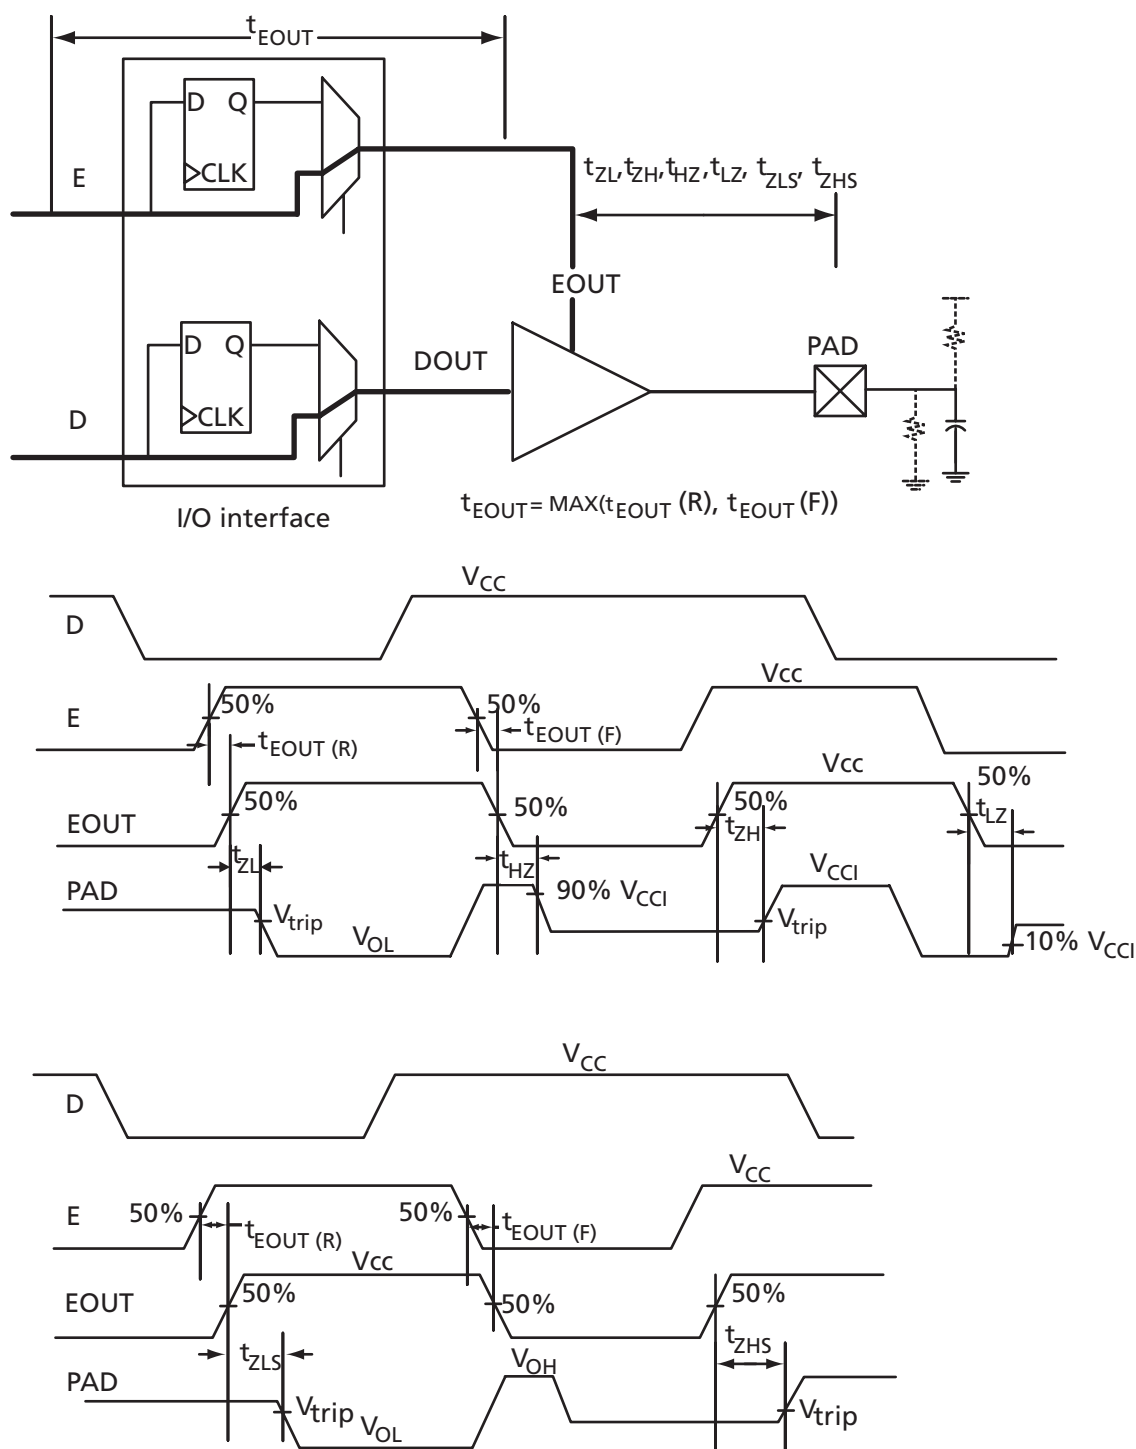 tEOUT
D Q
CLK
E
tZL, tZH, tHZ, tLZ, tZLS, tZHS
EOUT
D Q
CLK
DOUT
PAD
D
tEOUT = MAX(tEOUT (R), tEOUT (F))
I/O interface
VCC
D
Vcc
E
50%
50%
tEOUT (R)
tEOUT (F)
Vcc
50%
EOUT
50%
50%
50%
tLZ
tZH
tZL
tHZ
PAD
90% VCCI
VCCI
Vtrip
VOL
Vtrip
10% VCCI
VCC
D
VCC
E
50%
50%
tEOUT (R)
tEOUT (F)
Vcc
EOUT
50%
50%
50%
tZLS
tZHS
VOH
PAD
Vtrip
VOL
Vtrip